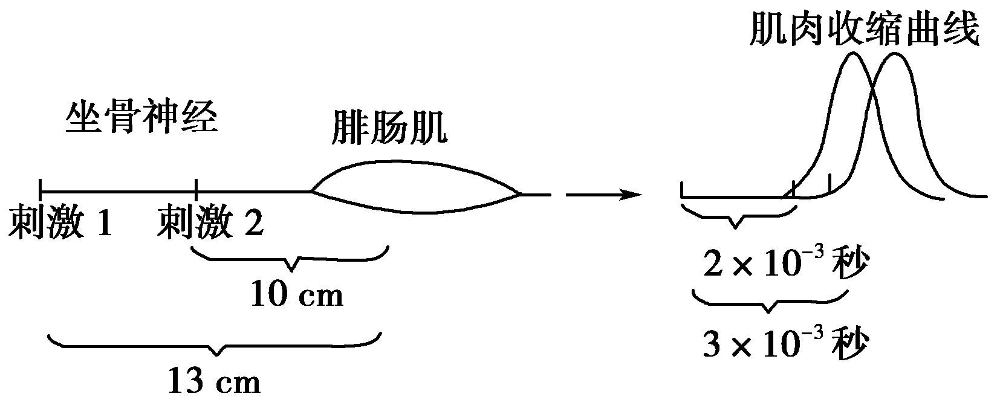 肌肉收缩曲线
坐骨神经
腓肠肌
刺激 1
刺激 2
10 cm
13 cm
2 × 10⁻³ 秒
3 × 10⁻³ 秒